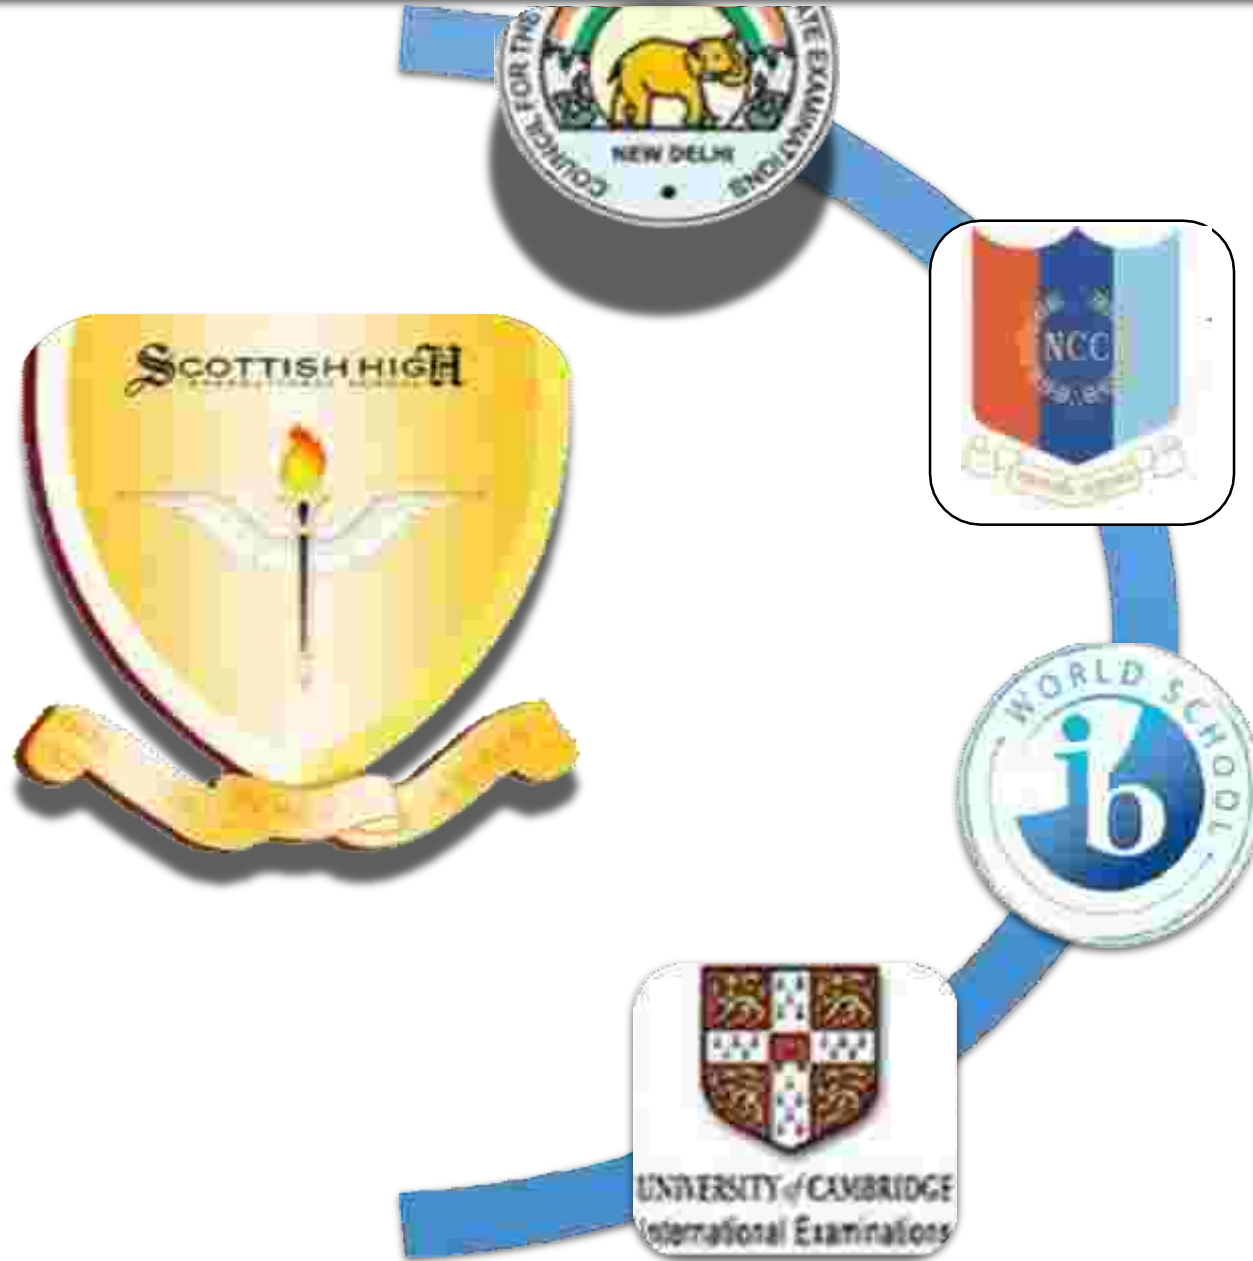 COUNCIL FOR THE
ATE EXAMINATIONS
NEW DELHI
NCC
SCOTTISH HIGH
WORLD SCHOOL
ib
UNIVERSITY of CAMBRIDGE
International Examinations